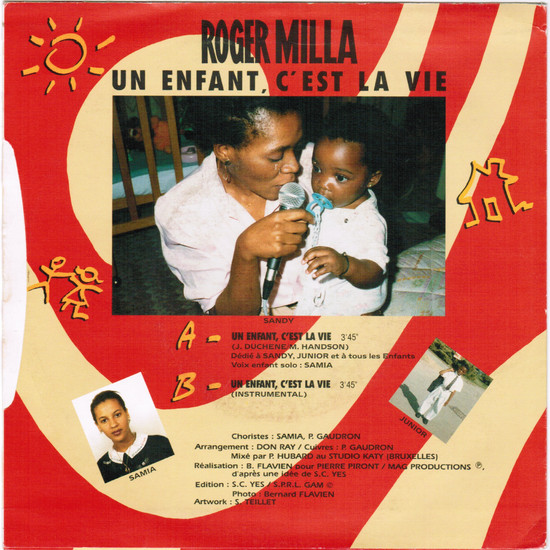 ROGER MILLA
UN ENFANT, C'EST LA VIE
SANDY
A - UN ENFANT, C'EST LA VIE 3'45"
(J. DUCHENE/M. HANDSON)
Dédié à SANDY, JUNIOR et à tous les Enfants
Voix enfant solo : SAMIA
B - UN ENFANT, C'EST LA VIE 3'45"
(INSTRUMENTAL)
JUNIOR
SAMIA
Choristes : SAMIA, P. GAUDRON
Arrangement : DON RAY / Cuivres : P. GAUDRON
Mixé par P. HUBARD au STUDIO KATY (BRUXELLES)
Réalisation : B. FLAVIEN pour PIERRE PIRONT / MAG PRODUCTIONS ℗,
d'après une idée de S.C. YES
Edition : S.C. YES / S.P.R.L. GAM ©
Photo : Bernard FLAVIEN
Artwork : S. TEILLET